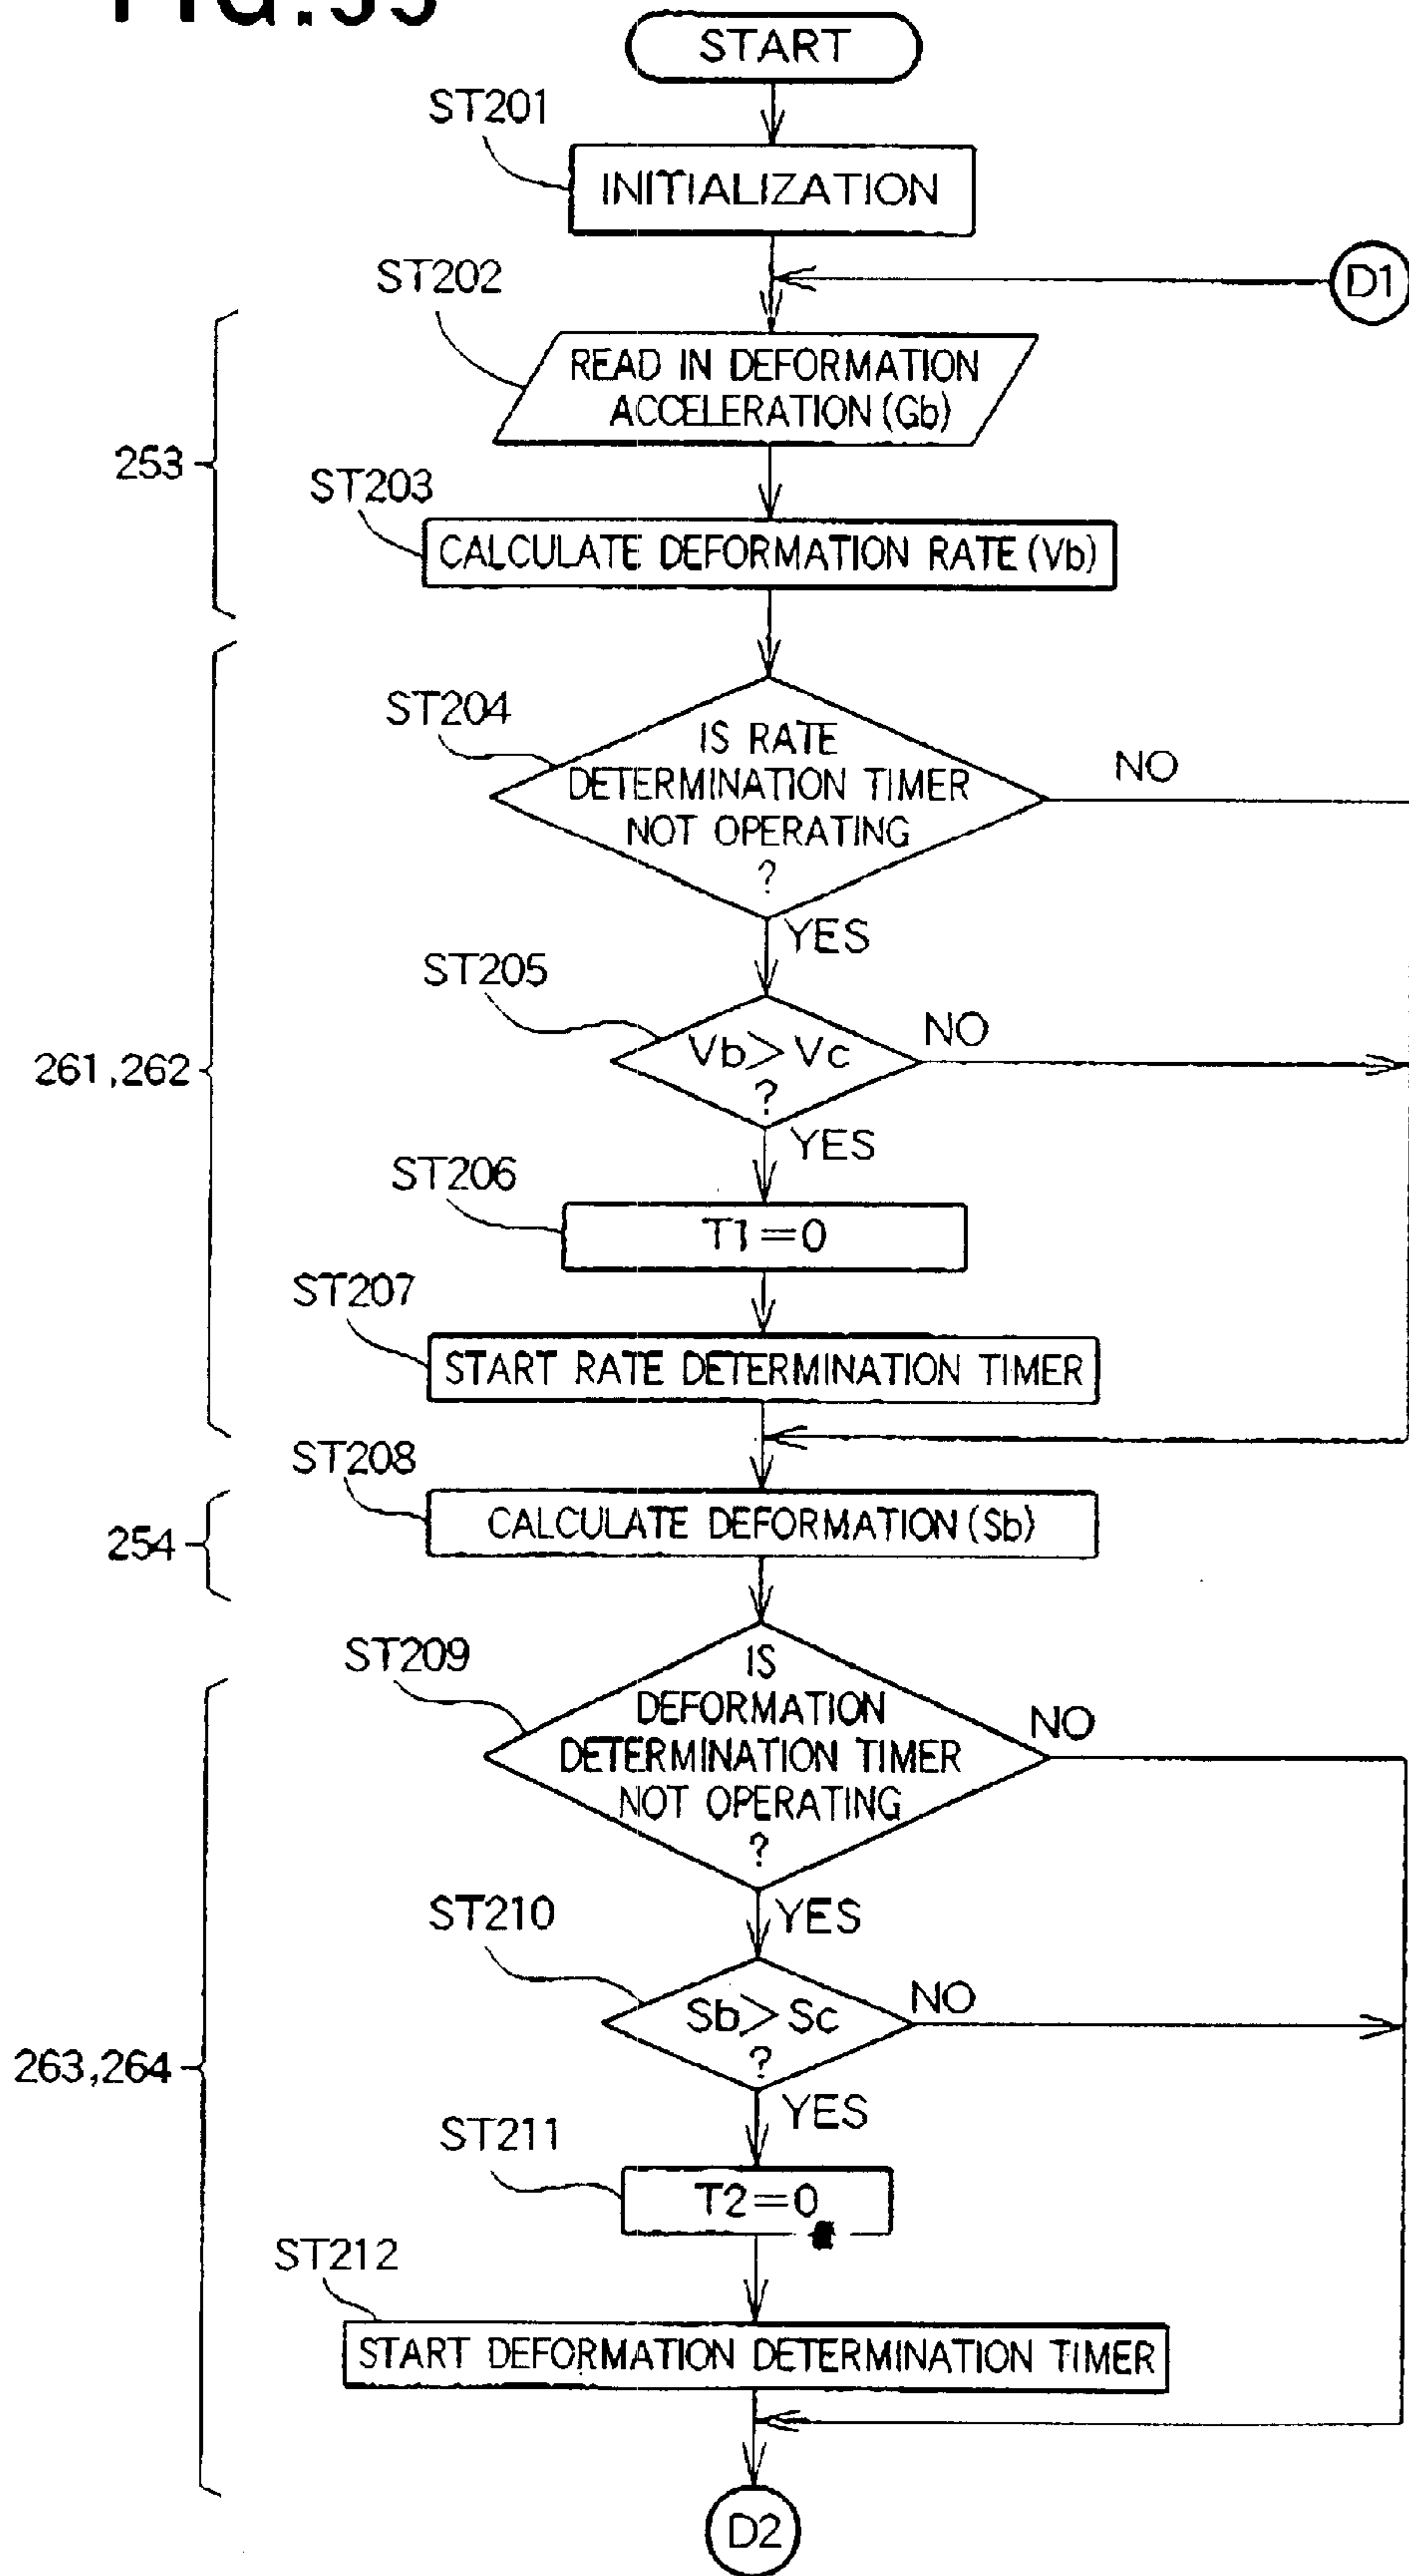 START
ST201
INITIALIZATION
ST202
D1
READ IN DEFORMATION
ACCELERATION (Gb)
253
ST203
CALCULATE DEFORMATION RATE (Vb)
ST204
IS RATE
DETERMINATION TIMER
NOT OPERATING
?
NO
YES
ST205
Vb> Vc
?
NO
261,262
YES
ST206
T1=0
ST207
START RATE DETERMINATION TIMER
ST208
CALCULATE DEFORMATION (Sb)
254
ST209
IS
DEFORMATION
DETERMINATION TIMER
NOT OPERATING
?
NO
YES
ST210
Sb> Sc
?
NO
263,264
YES
ST211
T2=0
ST212
START DEFORMATION DETERMINATION TIMER
D2